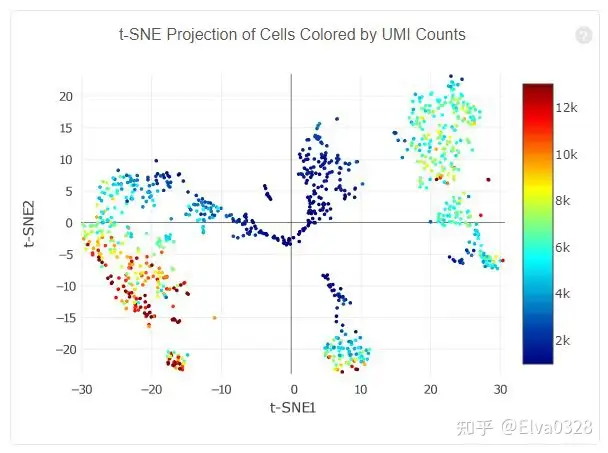 t-SNE Projection of Cells Colored by UMI Counts
?
20
15
10
5
0
−5
−10
−15
−20
t-SNE2
−30
−20
−10
0
10
20
30
t-SNE1
12k
10k
8k
6k
4k
2k
知乎 @Elva0328